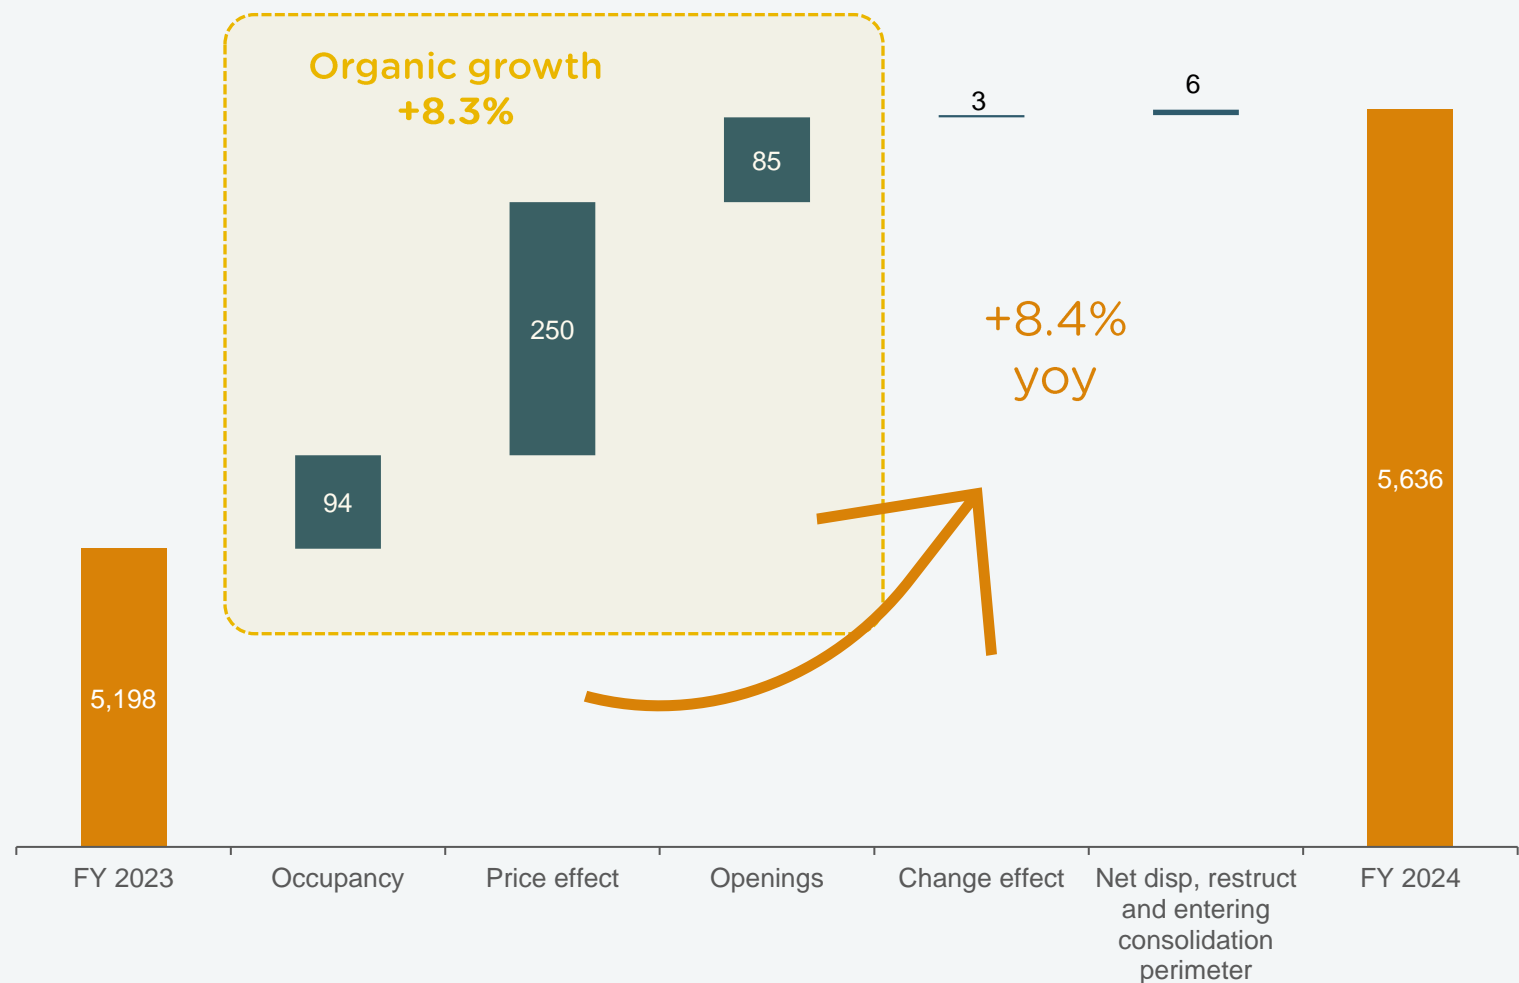 Organic growth
+8.3%
3
6
85
250
+8.4%
yoy
94
5,636
5,198
FY 2023
Occupancy
Price effect
Openings
Change effect
Net disp, restruct
and entering
consolidation
perimeter
FY 2024